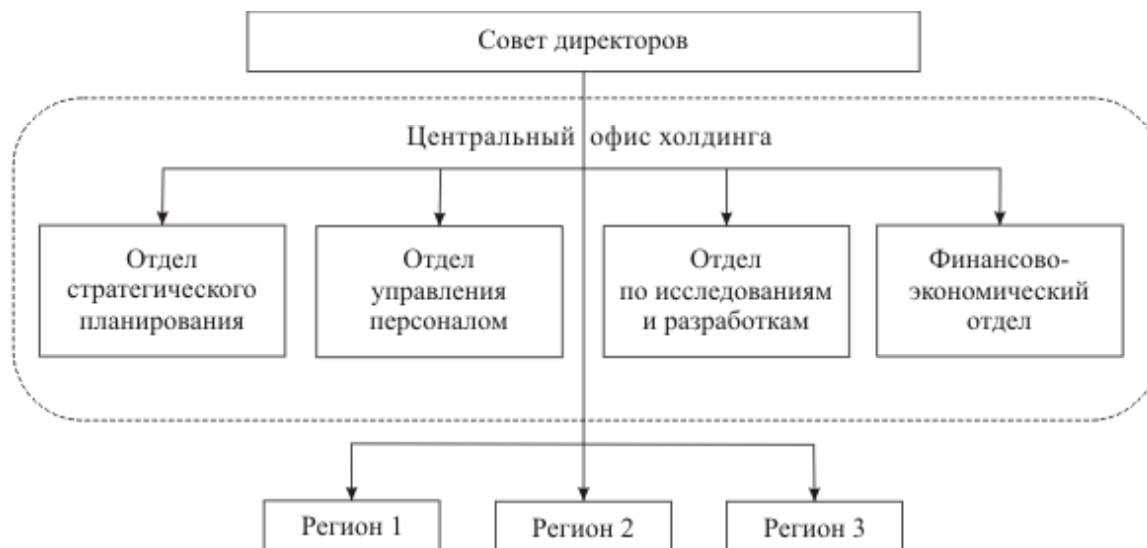 Совет директоров
Центральный офис холдинга
Отдел
стратегического
планирования
Отдел
управления
персоналом
Отдел
по исследованиям
и разработкам
Финансово-
экономический
отдел
Регион 1
Регион 2
Регион 3